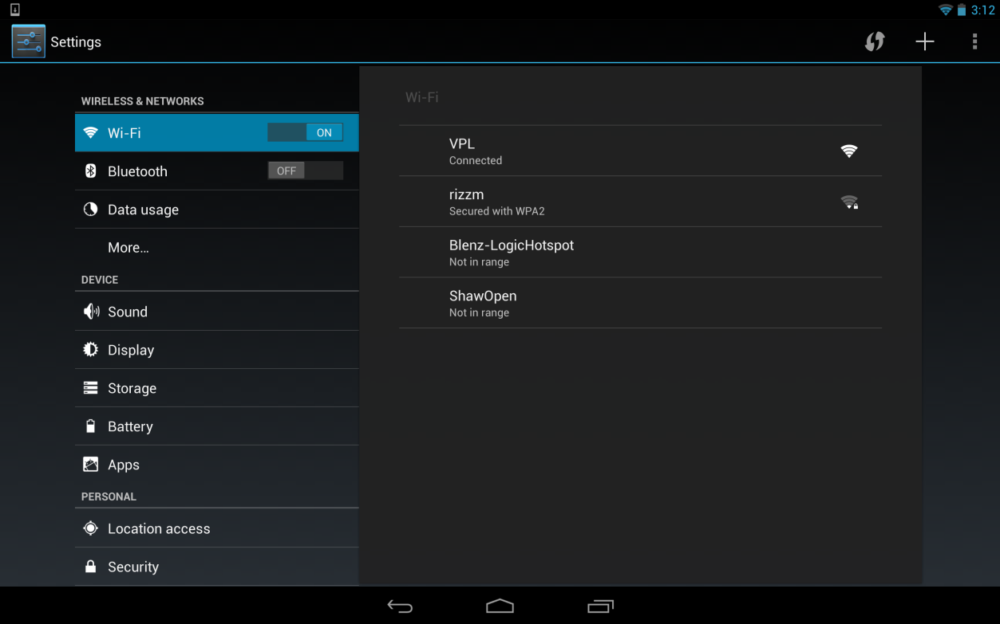 3:12
Settings
WIRELESS & NETWORKS
Wi-Fi
ON
Bluetooth
OFF
Data usage
More...
DEVICE
Sound
Display
Storage
Battery
Apps
PERSONAL
Location access
Security
Wi-Fi
VPL
Connected
rizzm
Secured with WPA2
Blenz-LogicHotspot
Not in range
ShawOpen
Not in range